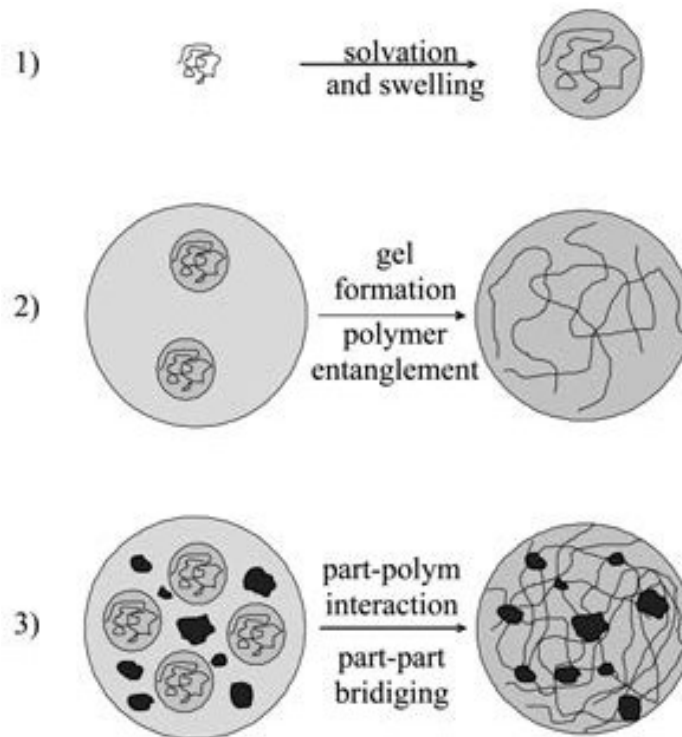 1)
solvation
and swelling
2)
gel
formation
polymer
entanglement
3)
part-polym
interaction
part-part
bridiging